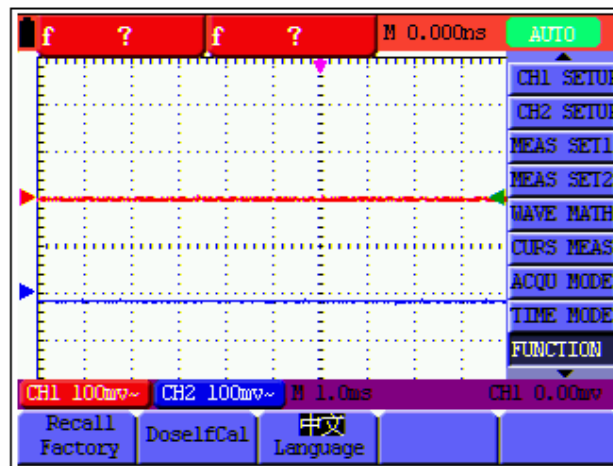 f ? f ? M 0.000ns AUTO
CH1 SETUP
CH2 SETUP
MEAS SET1
MEAS SET2
WAVE MATH
CURS MEAS
ACQU MODE
TIME MODE
FUNCTION
CH1 100mv~ CH2 100mv~ M 1.0ms CH1 0.00mv
Recall Factory DoselfCal 中文 Language